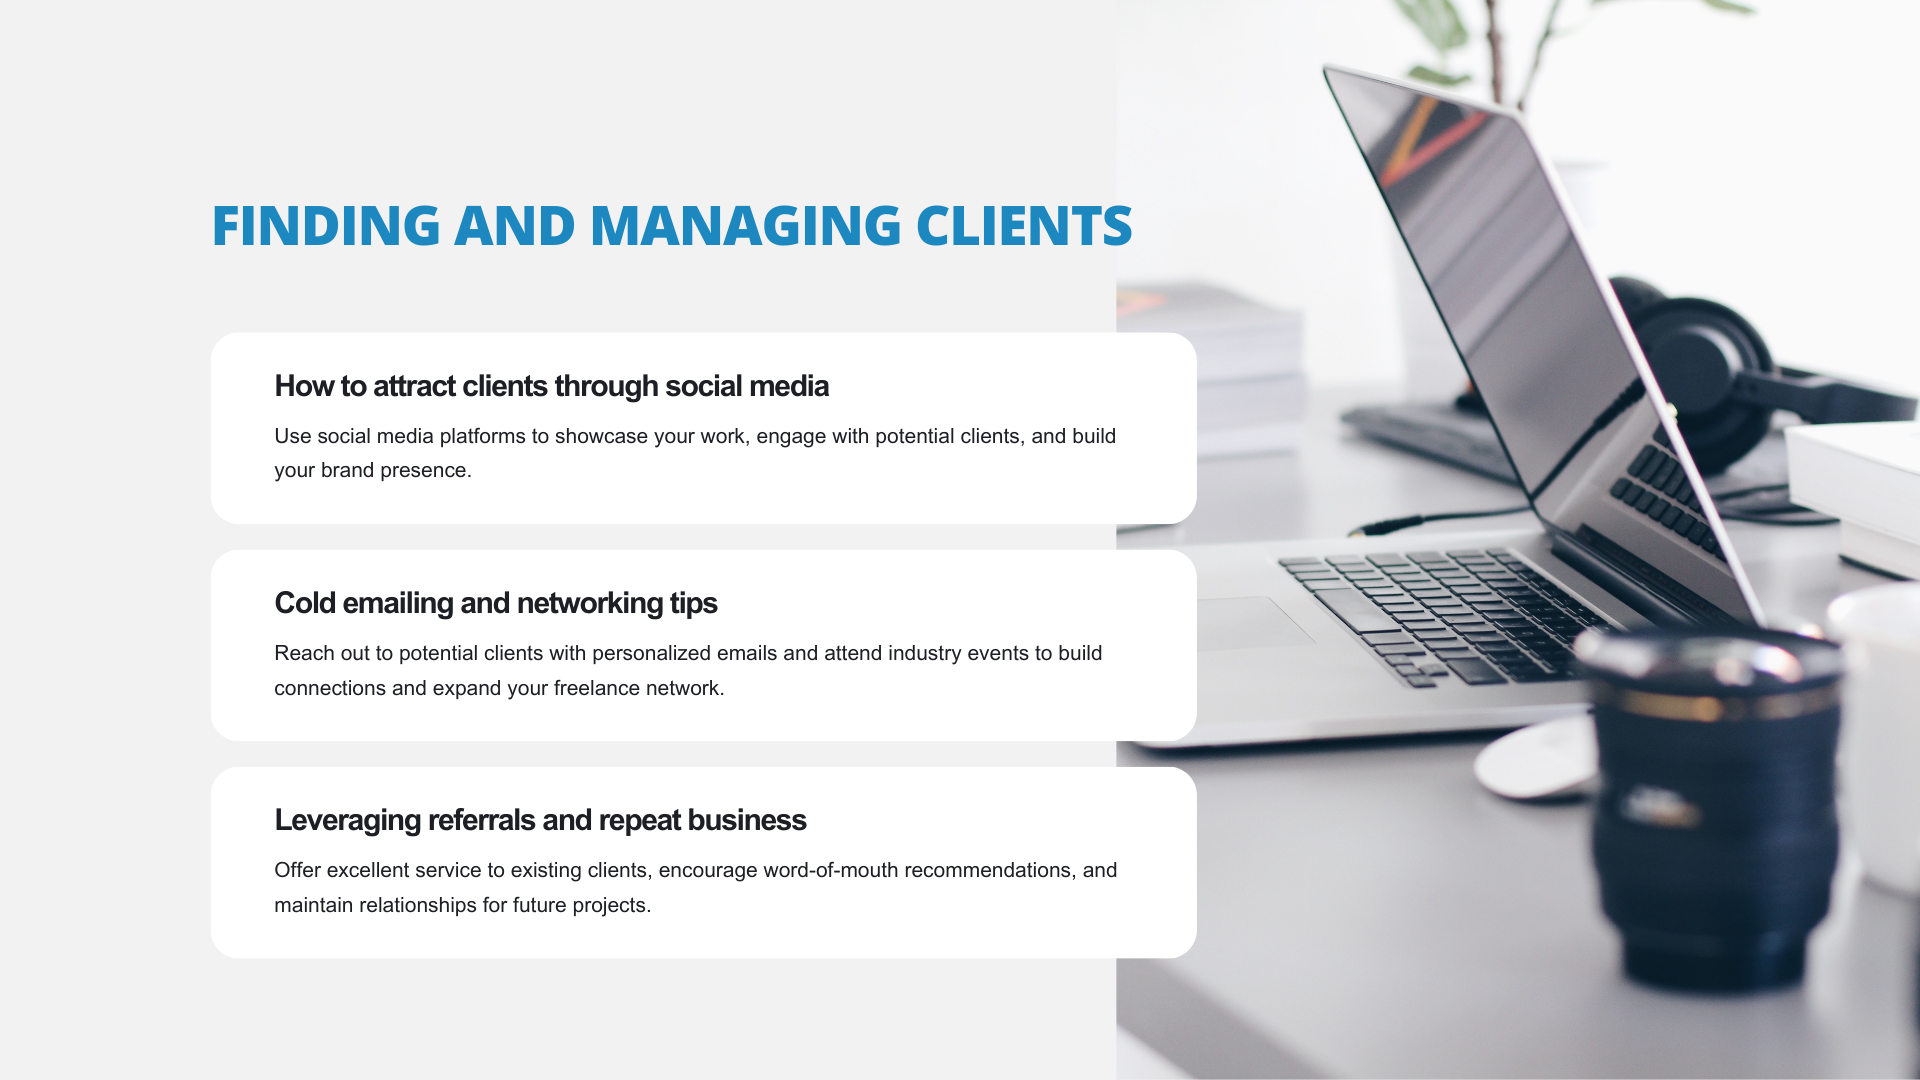 FINDING AND MANAGING CLIENTS
How to attract clients through social media
Use social media platforms to showcase your work, engage with potential clients, and build
your brand presence.
Cold emailing and networking tips
Reach out to potential clients with personalized emails and attend industry events to build
connections and expand your freelance network.
Leveraging referrals and repeat business
Offer excellent service to existing clients, encourage word-of-mouth recommendations, and
maintain relationships for future projects.